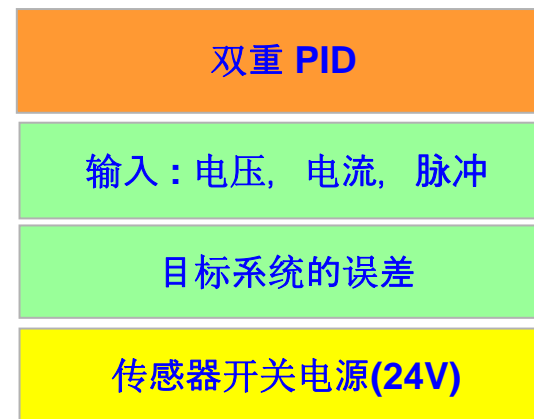 双重 PID
输入 : 电压, 电流, 脉冲
目标系统的误差
传感器开关电源(24V)